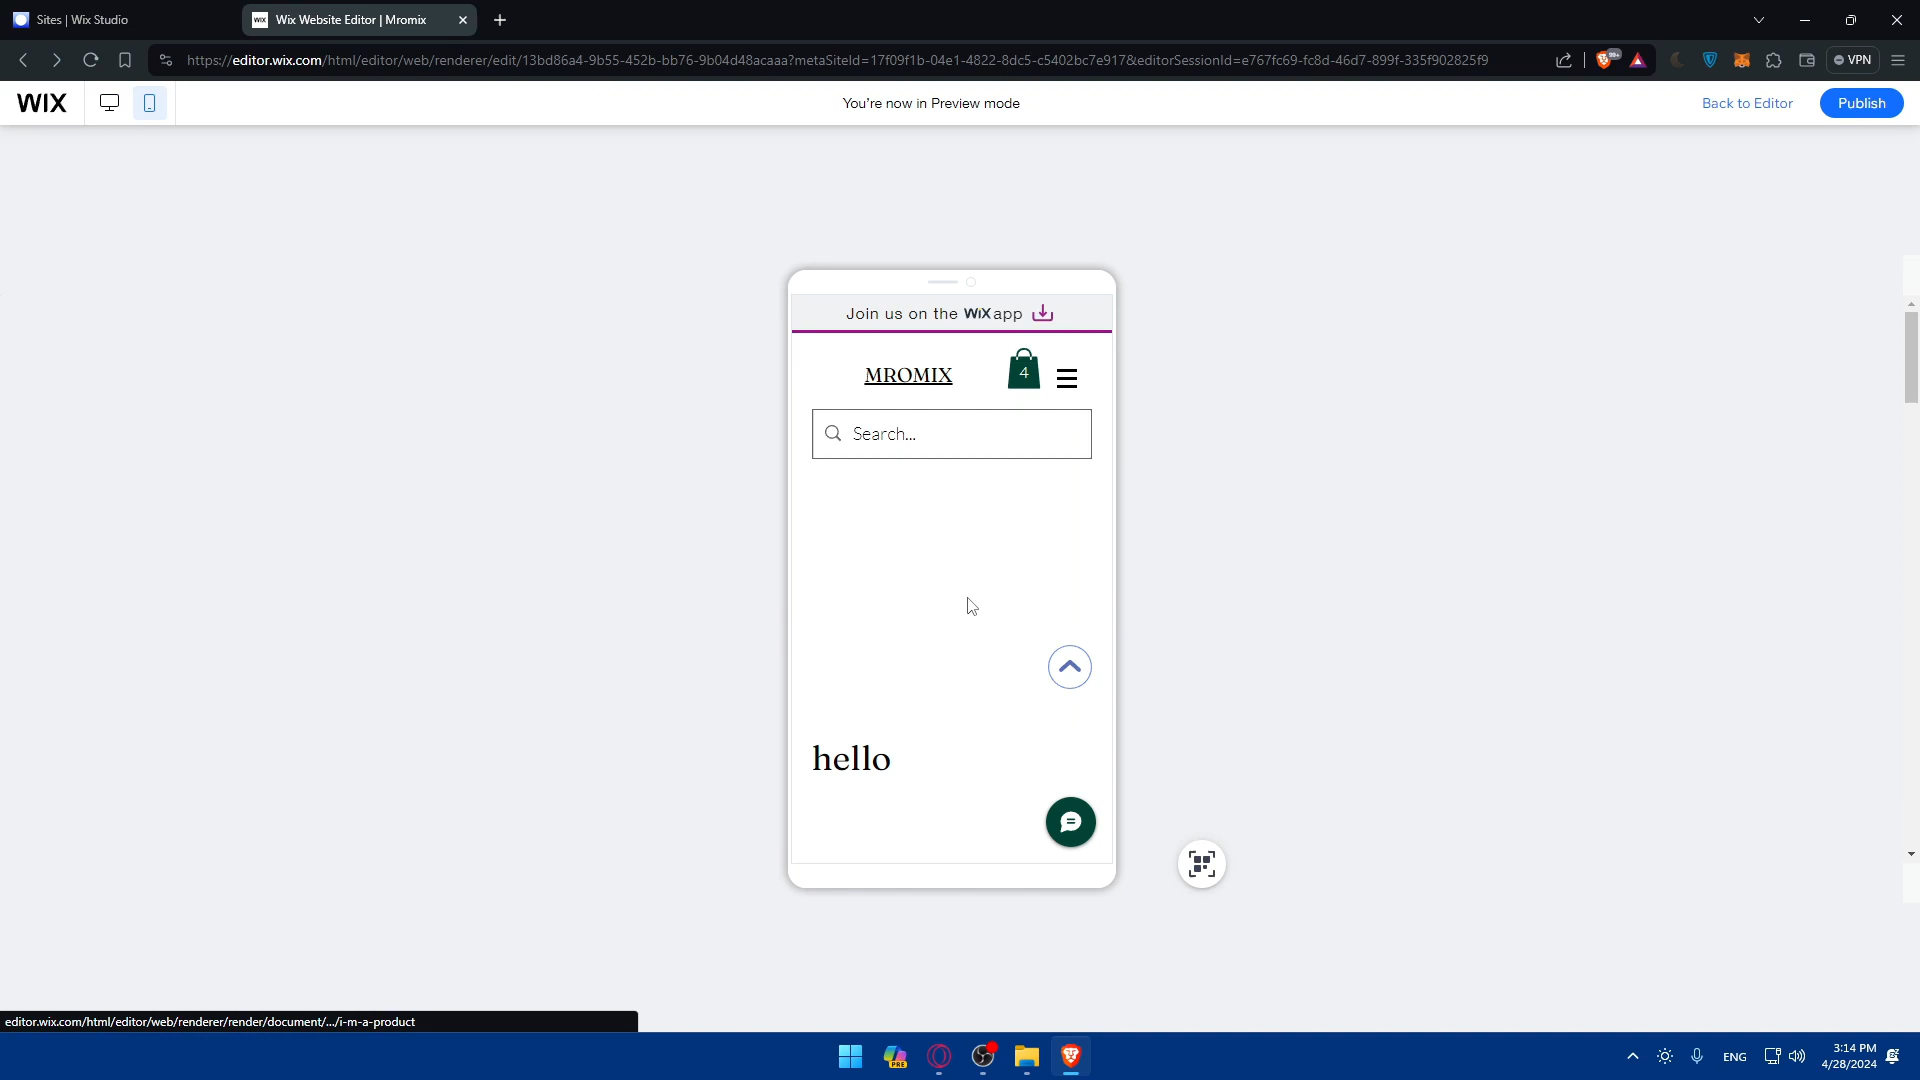 Sites | Wix Studio
WIX Wix Website Editor | Mromix
https://editor.wix.com/html/editor/web/renderer/edit/13bd86a4-9b55-452b-bb76-9b04d48acaaa?metaSiteId=17f09f1b-04e1-4822-8dc5-c5402bc7e917&editorSessionId=e767fc69-fc8d-46d7-899f-335f902825f9
99+
VPN
WIX
You're now in Preview mode
Back to Editor
Publish
Join us on the WiX app
MROMIX
4
Search...
hello
editor.wix.com/html/editor/web/renderer/render/document/.../i-m-a-product
PRE
ENG
3:14 PM
4/28/2024